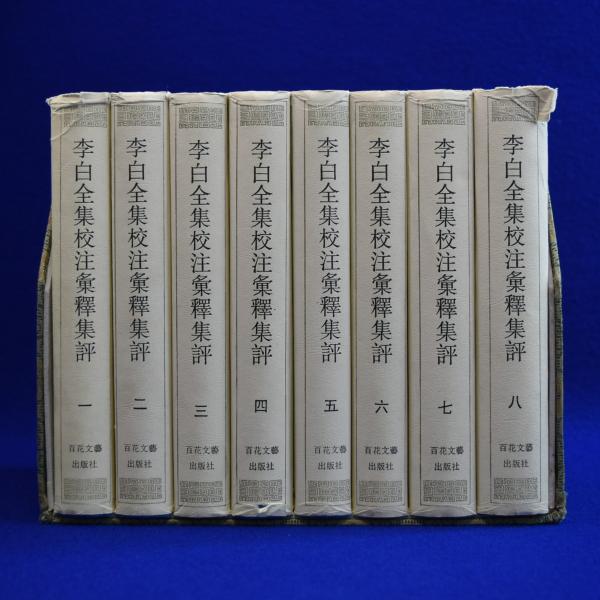 李白全集校注彙釋集評
一
百花文藝
出版社
李白全集校注彙釋集評
二
百花文藝
出版社
李白全集校注彙釋集評
三
百花文藝
出版社
李白全集校注彙釋集評
四
百花文藝
出版社
李白全集校注彙釋集評
五
百花文藝
出版社
李白全集校注彙釋集評
六
百花文藝
出版社
李白全集校注彙釋集評
七
百花文藝
出版社
李白全集校注彙釋集評
八
百花文藝
出版社